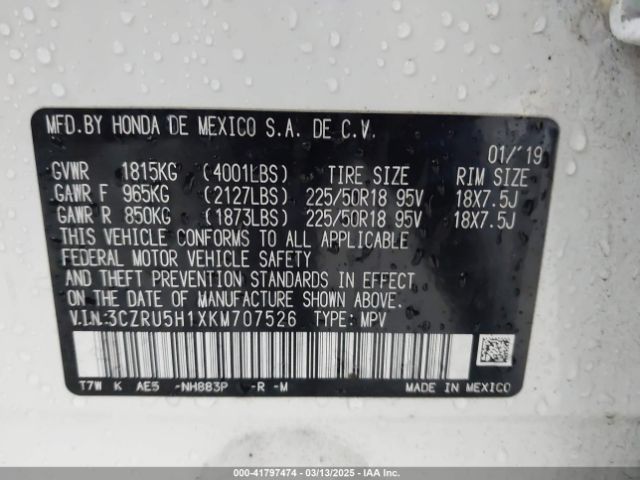 MFD.BY HONDA DE MEXICO S.A. DE C.V.
01/'19
GVWR 1815KG (4001LBS) TIRE SIZE RIM SIZE
GAWR F 965KG (2127LBS) 225/50R18 95V 18X7.5J
GAWR R 850KG (1873LBS) 225/50R18 95V 18X7.5J
THIS VEHICLE CONFORMS TO ALL APPLICABLE
FEDERAL MOTOR VEHICLE SAFETY
AND THEFT PREVENTION STANDARDS IN EFFECT
ON THE DATE OF MANUFACTURE SHOWN ABOVE.
V.I.N:3CZRU5H1XKM707526 TYPE: MPV
T7W K AE5 -NH883P -R -M MADE IN MEXICO
000-41797474 — 03/13/2025 — IAA Inc.